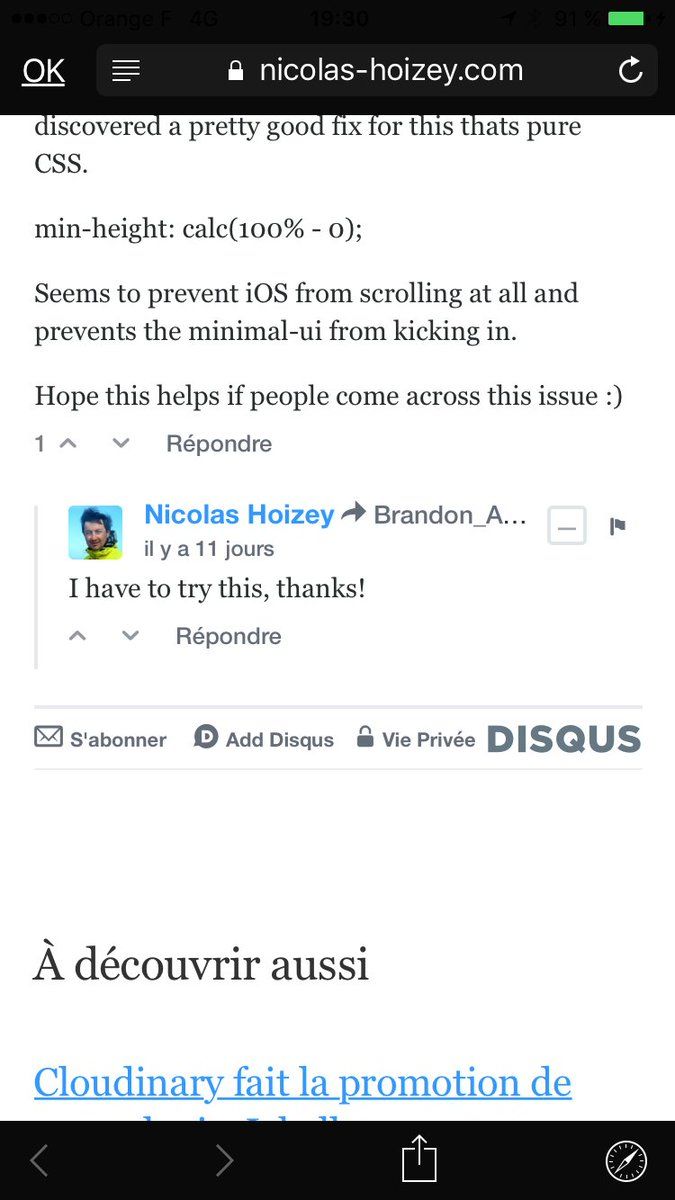 Orange F 4G 19:30 91 %
OK nicolas-hoizey.com
discovered a pretty good fix for this thats pure
CSS.
min-height: calc(100% - 0);
Seems to prevent iOS from scrolling at all and
prevents the minimal-ui from kicking in.
Hope this helps if people come across this issue :)
1 Répondre
Nicolas Hoizey Brandon_A...
il y a 11 jours
I have to try this, thanks!
Répondre
S'abonner Add Disqus Vie Privée DISQUS
À découvrir aussi
Cloudinary fait la promotion de